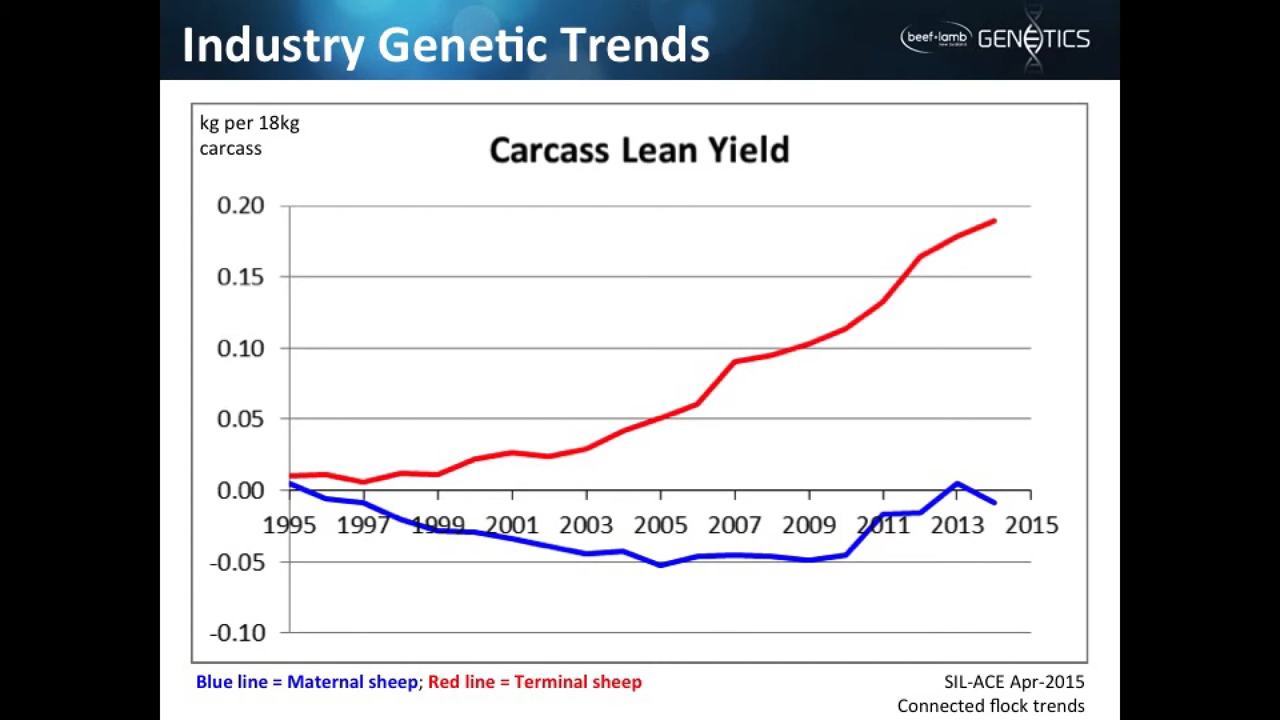 Industry Genetic Trends
beef+lamb
new zealand
GENETICS
kg per 18kg
carcass
Carcass Lean Yield
0.20
0.15
0.10
0.05
0.00
1995 1997 1999 2001 2003 2005 2007 2009 2011 2013 2015
-0.05
-0.10
Blue line = Maternal sheep; Red line = Terminal sheep
SIL-ACE Apr-2015
Connected flock trends